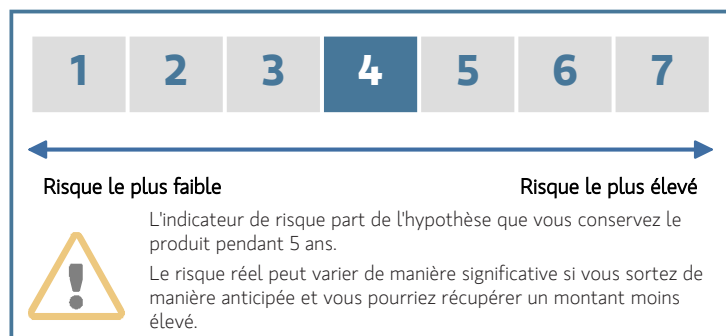 1 2 3 4 5 6 7
Risque le plus faible Risque le plus élevé
L'indicateur de risque part de l'hypothèse que vous conservez le
produit pendant 5 ans.
Le risque réel peut varier de manière significative si vous sortez de
manière anticipée et vous pourriez récupérer un montant moins
élevé.